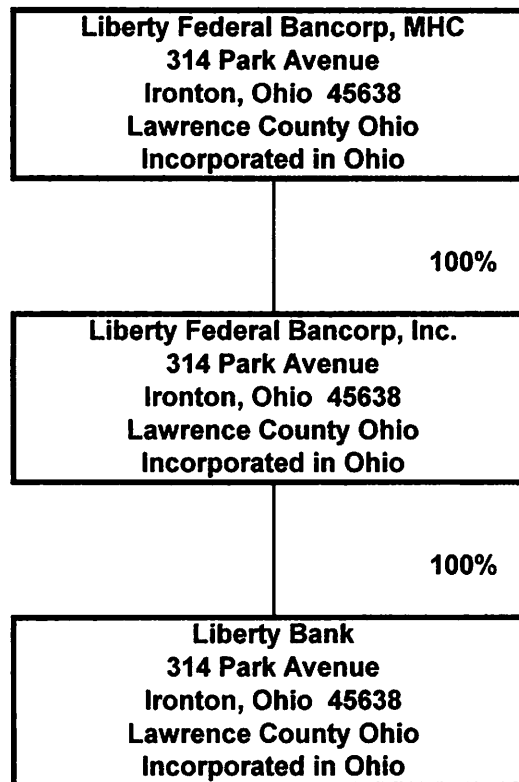 Liberty Federal Bancorp, MHC
314 Park Avenue
Ironton, Ohio 45638
Lawrence County Ohio
Incorporated in Ohio
100%
Liberty Federal Bancorp, Inc.
314 Park Avenue
Ironton, Ohio 45638
Lawrence County Ohio
Incorporated in Ohio
100%
Liberty Bank
314 Park Avenue
Ironton, Ohio 45638
Lawrence County Ohio
Incorporated in Ohio